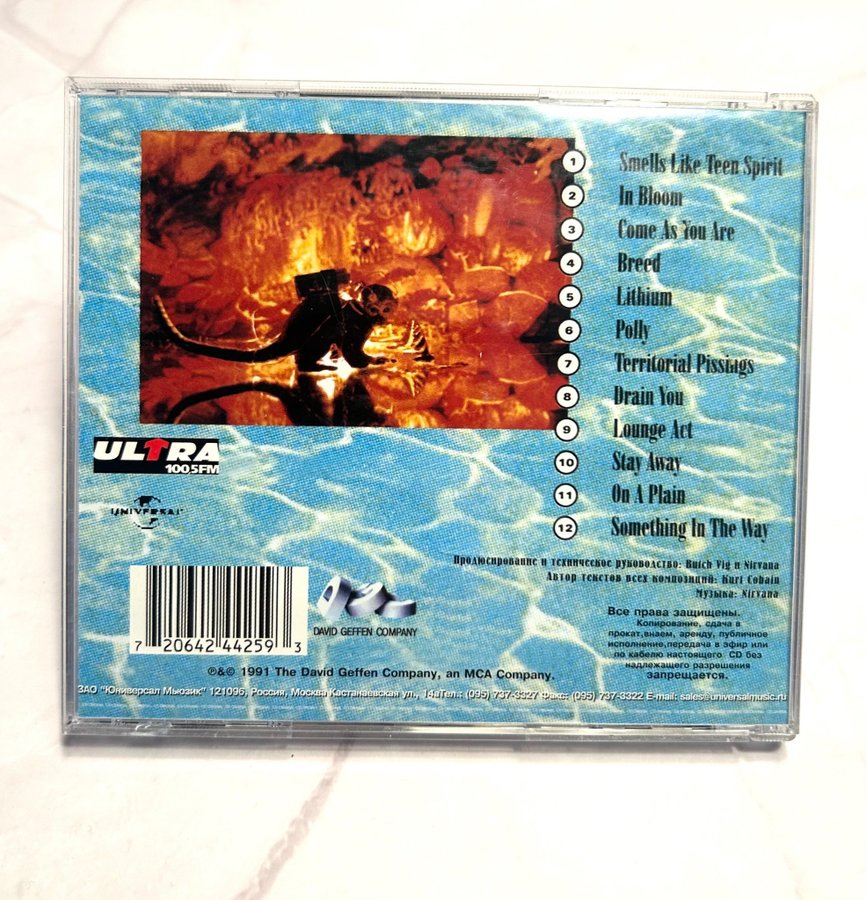 1 Smells Like Teen Spirit
2 In Bloom
3 Come As You Are
4 Breed
5 Lithium
6 Polly
7 Territorial Pissings
8 Drain You
9 Lounge Act
10 Stay Away
11 On A Plain
12 Something In The Way
ULTRA
100,5FM
UNIVERSAL
Продюсирование и техническое руководство: Butch Vig и Nirvana
Автор текстов всех композиций: Kurt Cobain
Музыка: Nirvana
7 20642 44259 3
DAVID GEFFEN COMPANY
Все права защищены.
Копирование, сдача в
прокат,внаем, аренду, публичное
исполнение,передача в эфир или
по кабелю настоящего CD без
надлежащего разрешения
запрещается.
℗&© 1991 The David Geffen Company, an MCA Company.
ЗАО "Юниверсал Мьюзик" 121096, Россия, Москва Кастанаевская ул., 14аТел.: (095) 737-3327 Факс: (095) 737-3322 E-mail: sales@universalmusic.ru